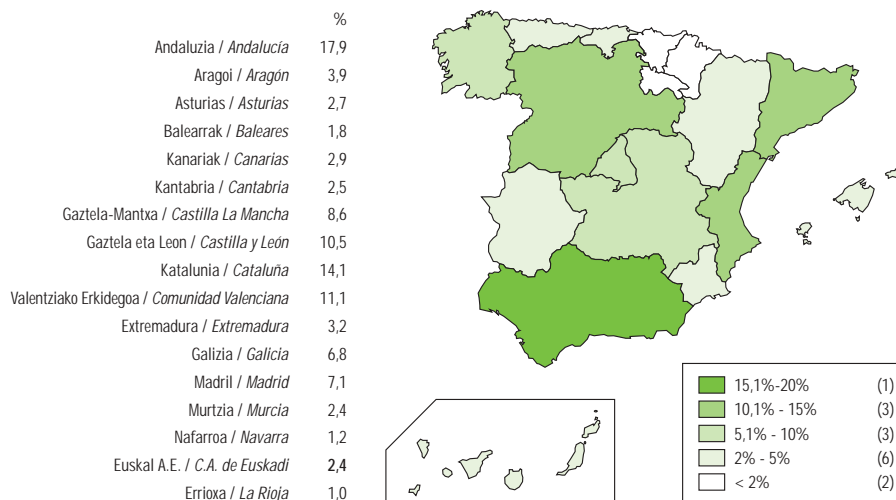 %
Andaluzia / Andalucía 17,9
Aragoi / Aragón 3,9
Asturias / Asturias 2,7
Balearrak / Baleares 1,8
Kanariak / Canarias 2,9
Kantabria / Cantabria 2,5
Gaztela-Mantxa / Castilla La Mancha 8,6
Gaztela eta Leon / Castilla y León 10,5
Katalunia / Cataluña 14,1
Valentziako Erkidegoa / Comunidad Valenciana 11,1
Extremadura / Extremadura 3,2
Galizia / Galicia 6,8
Madril / Madrid 7,1
Murtzia / Murcia 2,4
Nafarroa / Navarra 1,2
Euskal A.E. / C.A. de Euskadi 2,4
Errioxa / La Rioja 1,0
15,1%-20% (1)
10,1% - 15% (3)
5,1% - 10% (3)
2% - 5% (6)
< 2% (2)